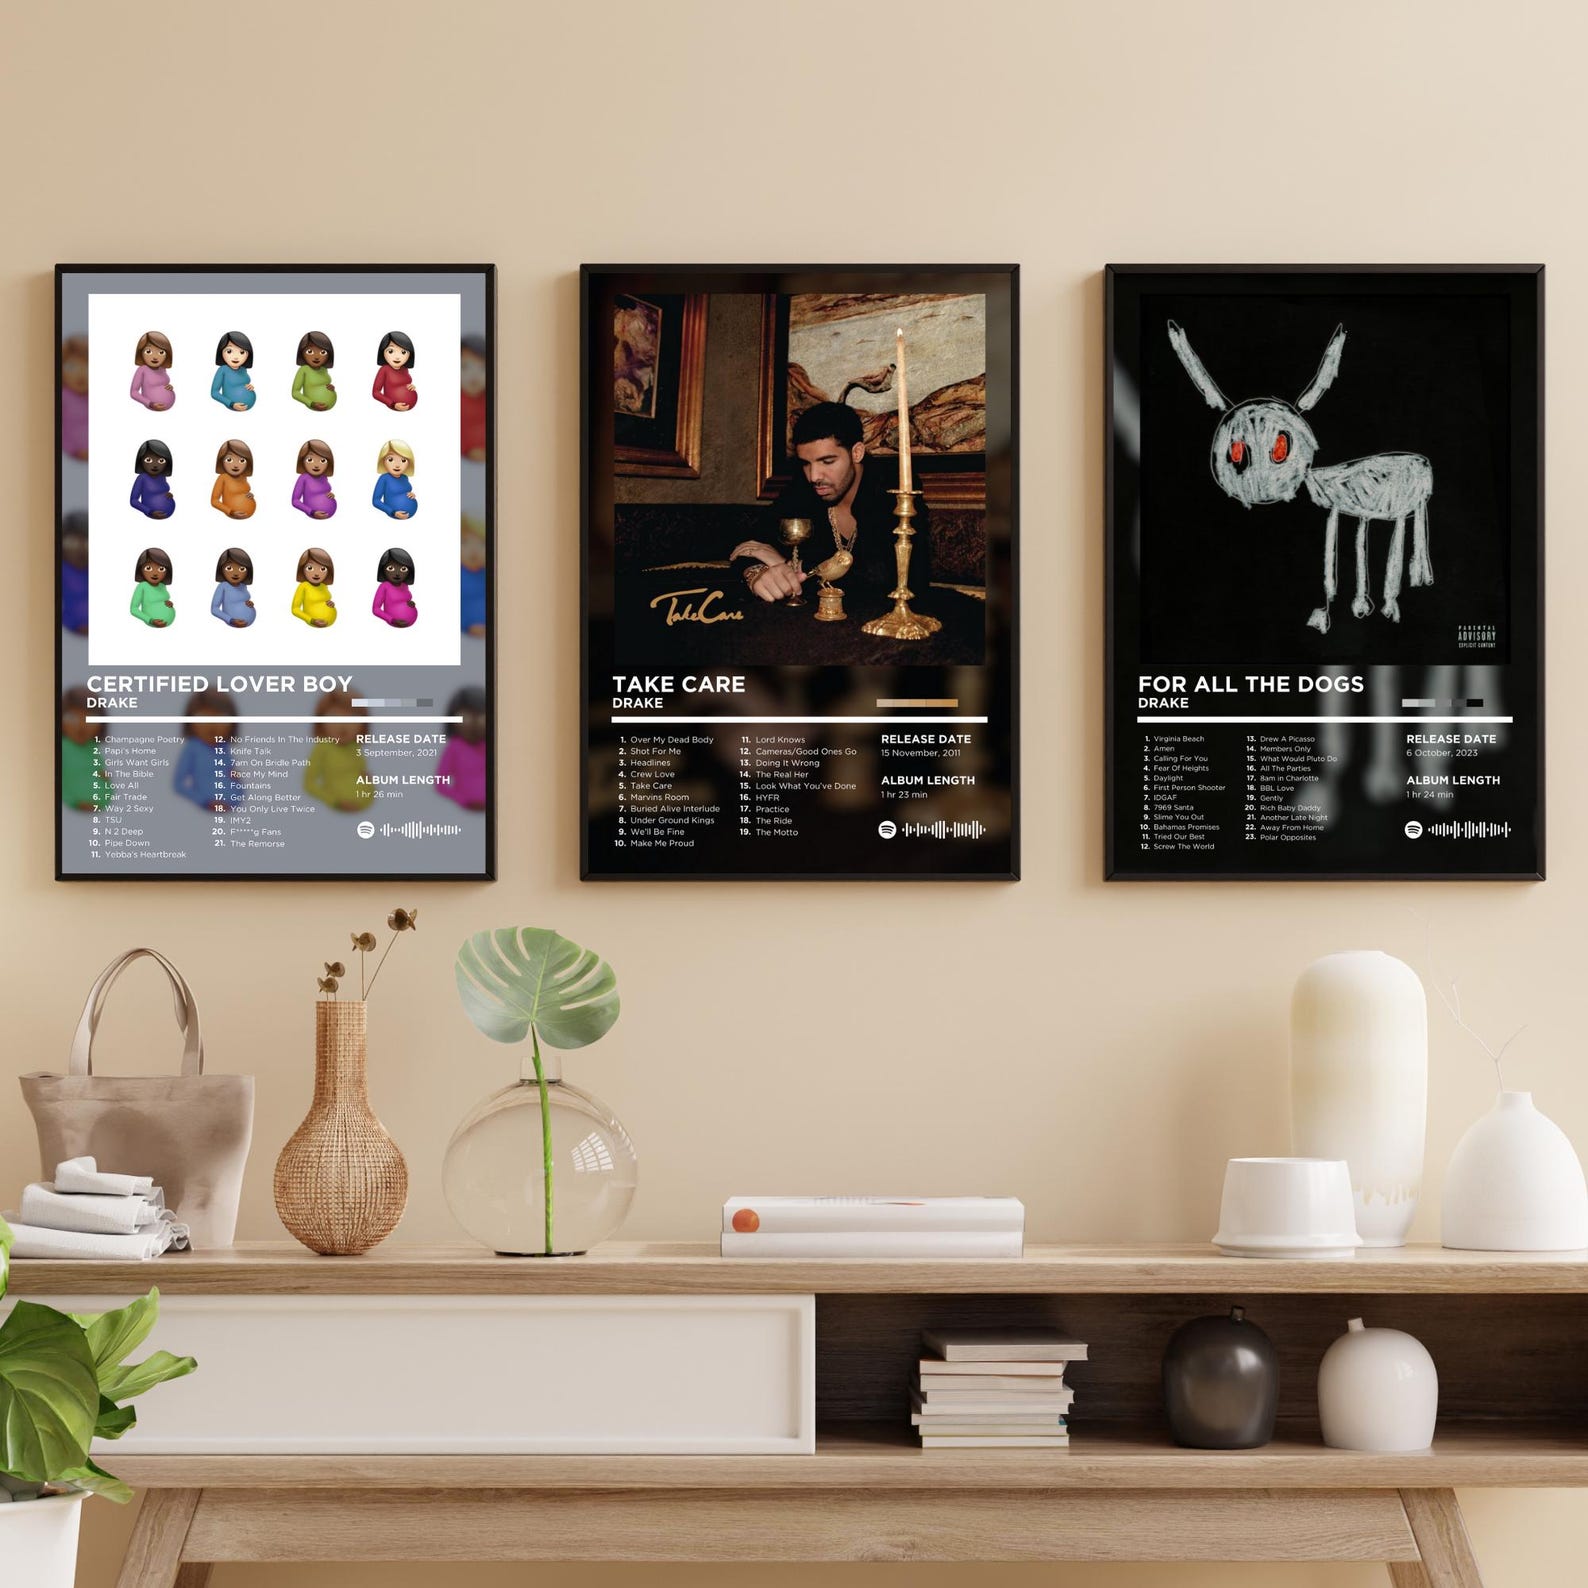 CERTIFIED LOVER BOY
DRAKE
1. Champagne Poetry
2. Papi's Home
3. Girls Want Girls
4. In The Bible
5. Love All
6. Fair Trade
7. Way 2 Sexy
8. TSU
9. N 2 Deep
10. Pipe Down
11. Yebba's Heartbreak
12. No Friends In The Industry
13. Knife Talk
14. 7am On Bridle Path
15. Race My Mind
16. Fountains
17. Get Along Better
18. You Only Live Twice
19. IMY2
20. F*****g Fans
21. The Remorse
RELEASE DATE
3 September, 2021
ALBUM LENGTH
1 hr 26 min
Take Care
TAKE CARE
DRAKE
1. Over My Dead Body
2. Shot For Me
3. Headlines
4. Crew Love
5. Take Care
6. Marvins Room
7. Buried Alive Interlude
8. Under Ground Kings
9. We'll Be Fine
10. Make Me Proud
11. Lord Knows
12. Cameras/Good Ones Go
13. Doing It Wrong
14. The Real Her
15. Look What You've Done
16. HYFR
17. Practice
18. The Ride
19. The Motto
RELEASE DATE
15 November, 2011
ALBUM LENGTH
1 hr 23 min
PARENTAL
ADVISORY
EXPLICIT CONTENT
FOR ALL THE DOGS
DRAKE
1. Virginia Beach
2. Amen
3. Calling For You
4. Fear Of Heights
5. Daylight
6. First Person Shooter
7. IDGAF
8. 7969 Santa
9. Slime You Out
10. Bahamas Promises
11. Tried Our Best
12. Screw The World
13. Drew A Picasso
14. Members Only
15. What Would Pluto Do
16. All The Parties
17. 8am in Charlotte
18. BBL Love
19. Gently
20. Rich Baby Daddy
21. Another Late Night
22. Away From Home
23. Polar Opposites
RELEASE DATE
6 October, 2023
ALBUM LENGTH
1 hr 24 min